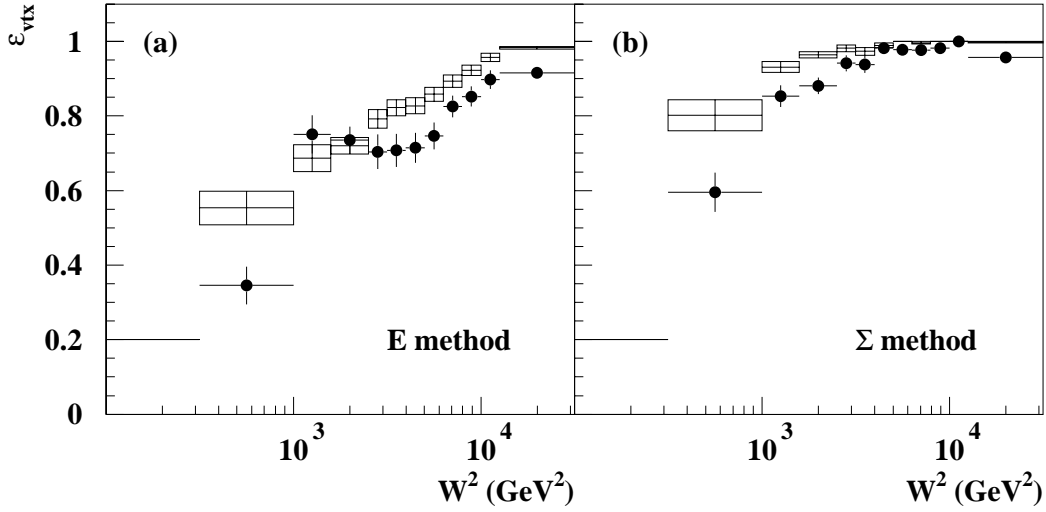 ε_vtx
(a)
(b)
1
0.8
0.6
0.4
0.2
0
E method
Σ method
10^3
10^4
10^3
10^4
W^2 (GeV^2)
W^2 (GeV^2)